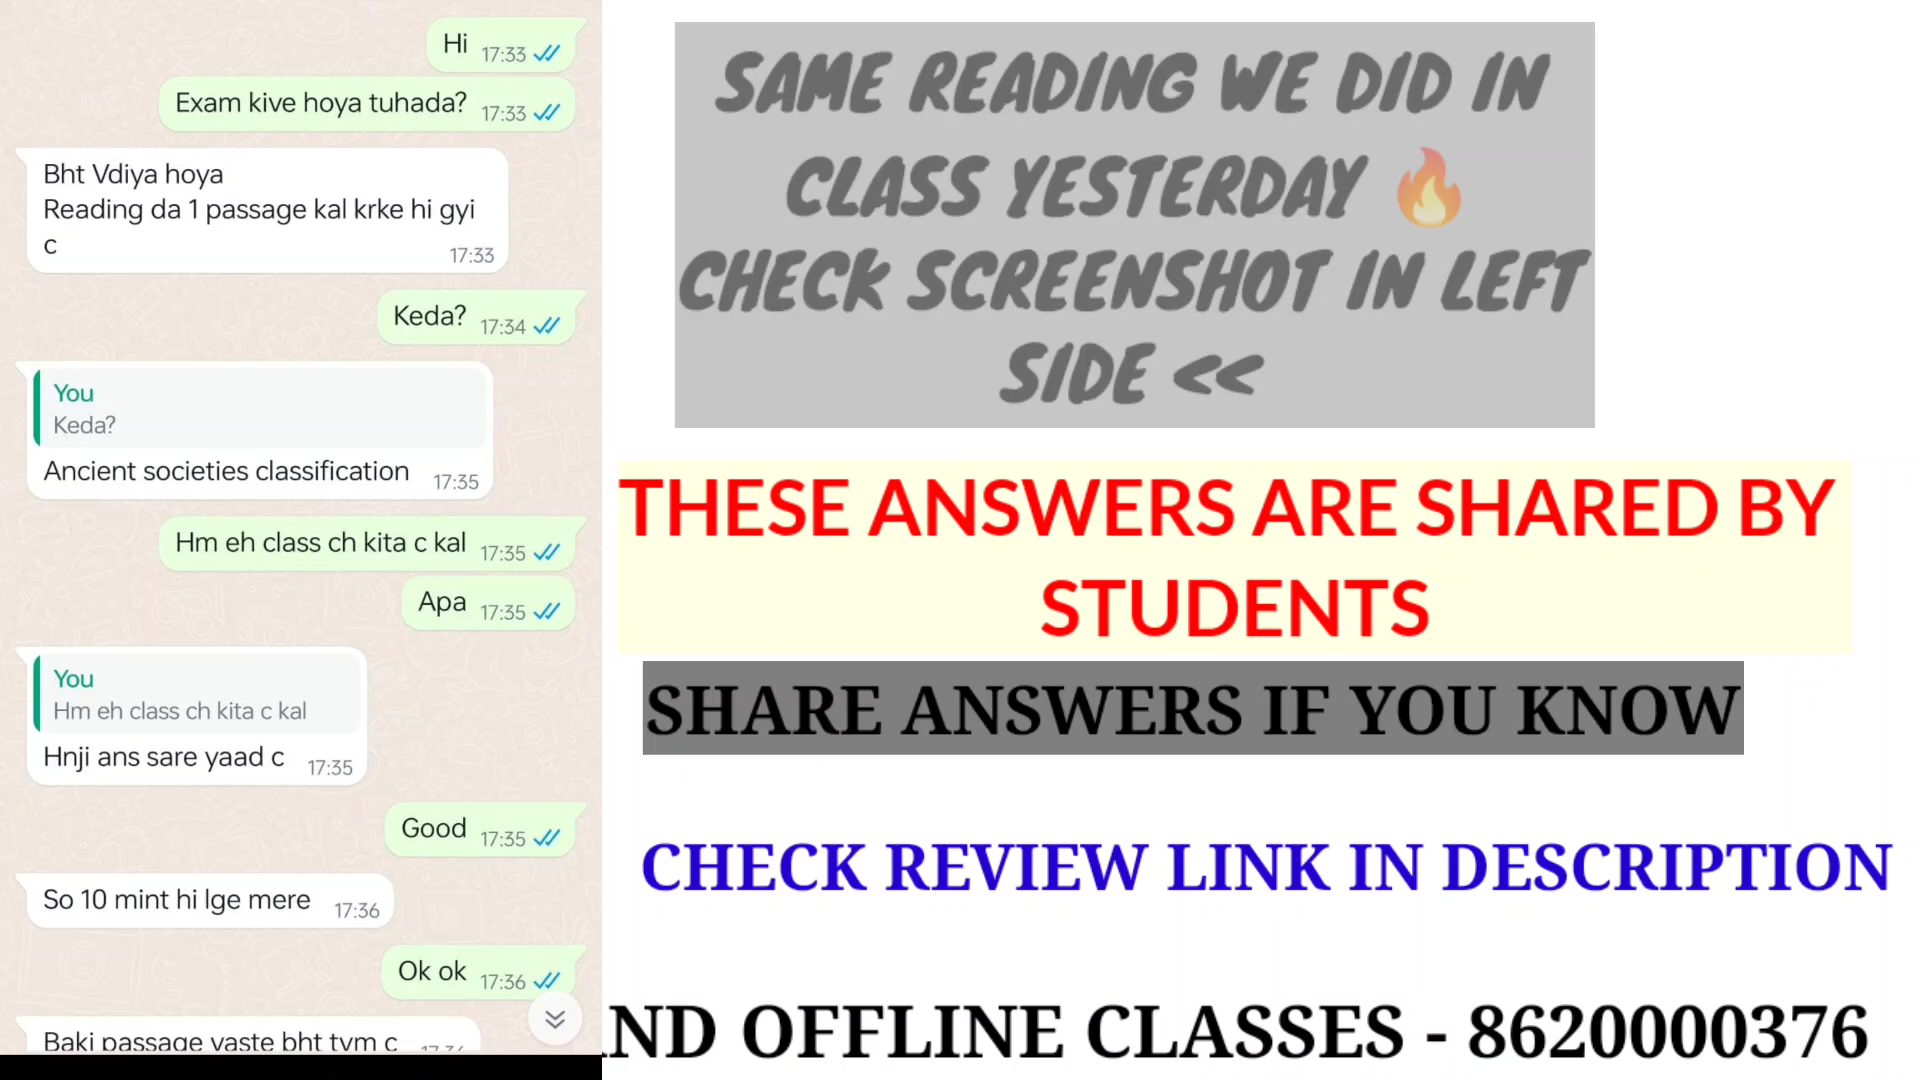 Hi 17:33
Exam kive hoya tuhada? 17:33
Bht Vdiya hoya
Reading da 1 passage kal krke hi gyi
c 17:33
Keda? 17:34
You
Keda?
Ancient societies classification 17:35
Hm eh class ch kita c kal 17:35
Apa 17:35
You
Hm eh class ch kita c kal
Hnji ans sare yaad c 17:35
Good 17:35
So 10 mint hi lge mere 17:36
Ok ok 17:36
Baki passage vaste bht tym c
SAME READING WE DID IN
CLASS YESTERDAY 🔥
CHECK SCREENSHOT IN LEFT
SIDE <<
THESE ANSWERS ARE SHARED BY
STUDENTS
SHARE ANSWERS IF YOU KNOW
CHECK REVIEW LINK IN DESCRIPTION
ND OFFLINE CLASSES - 8620000376